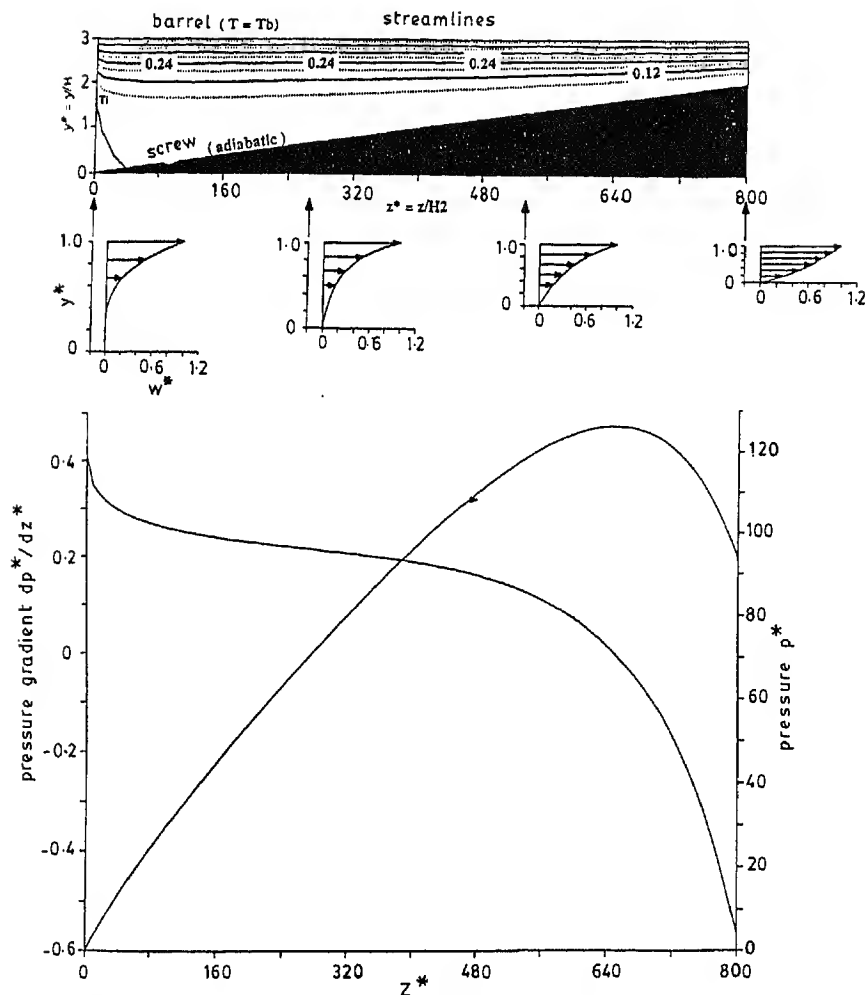 barrel (T = Tb) streamlines
3
0.24 0.24 0.24 0.12
2
y* = y/H
Ti
1
screw (adiabatic)
0
0 160 320 480 640 800
z* = z/H2
1.0 1.0 1.0 1.0
y*
0 0 0 0
0 0.6 1.2 0 0.6 1.2 0 0.6 1.2 0 0.6 1.2
w*
0.4 120
100
0.2
80
pressure gradient dp*/dz* 0 pressure p*
60
-0.2
40
-0.4
20
-0.6 0
0 160 320 480 640 800
z*